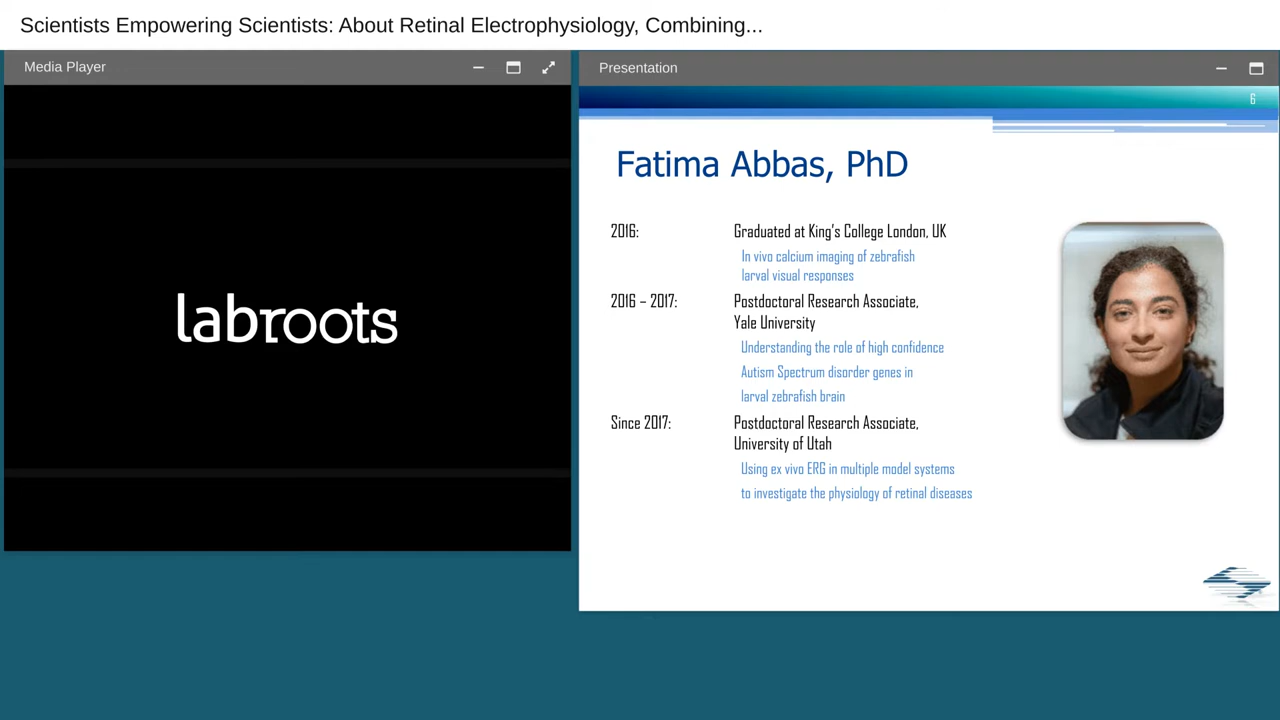 Scientists Empowering Scientists: About Retinal Electrophysiology, Combining...
Media Player
labroots
Presentation
6
Fatima Abbas, PhD
2016:
Graduated at King's College London, UK
In vivo calcium imaging of zebrafish
larval visual responses
2016 – 2017:
Postdoctoral Research Associate,
Yale University
Understanding the role of high confidence
Autism Spectrum disorder genes in
larval zebrafish brain
Since 2017:
Postdoctoral Research Associate,
University of Utah
Using ex vivo ERG in multiple model systems
to investigate the physiology of retinal diseases